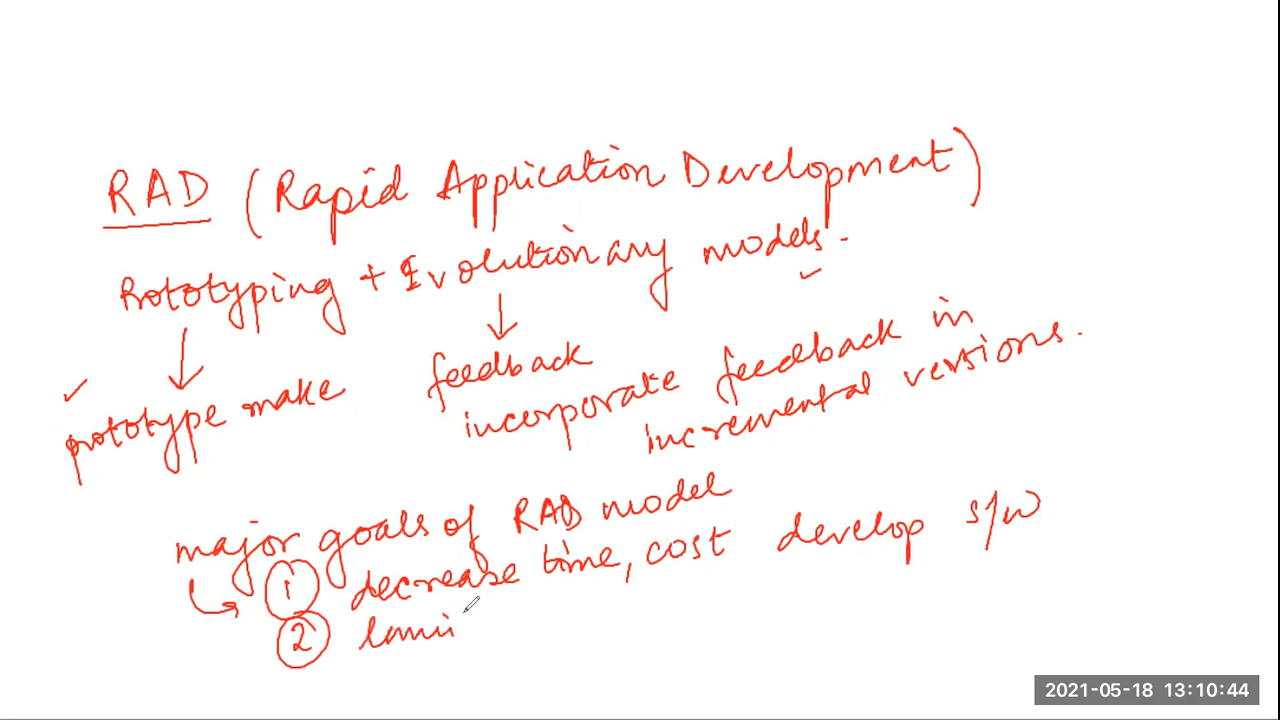 RAD (Rapid Application Development)
Prototyping + Evolutionary models.
prototype make
feedback
incorporate feedback in
incremental versions.
major goals of RAD model
1 decrease time, cost develop s/w
2
2021-05-18 13:10:44